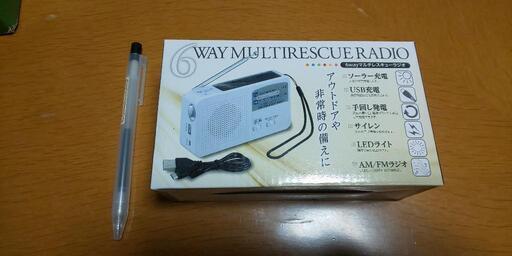 6 WAY MULTIRESCUE RADIO
6wayマルチレスキューラジオ
アウトドアや
非常時の備えに
ソーラー充電
USB充電
手回し発電
サイレン
LEDライト
AM/FMラジオ